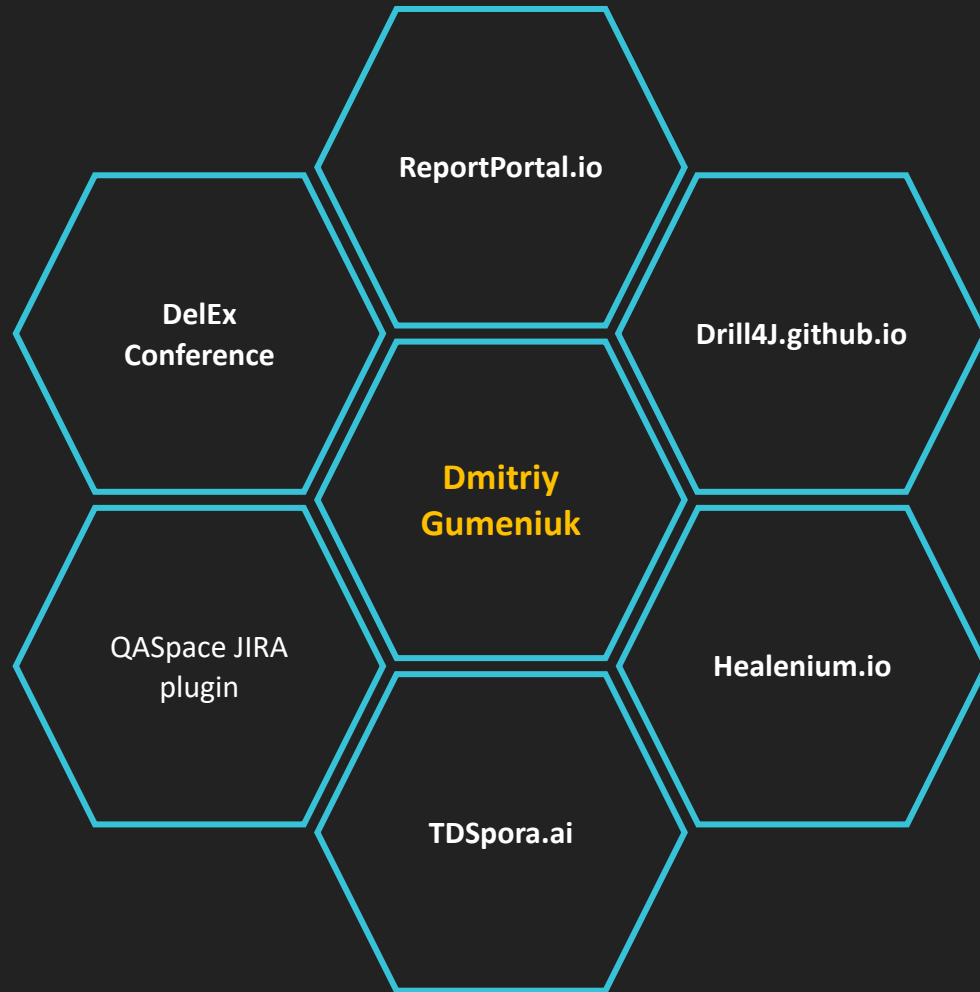 ReportPortal.io
DelEx
Conference
Drill4J.github.io
Dmitriy
Gumeniuk
QASpace JIRA
plugin
Healenium.io
TDSpora.ai